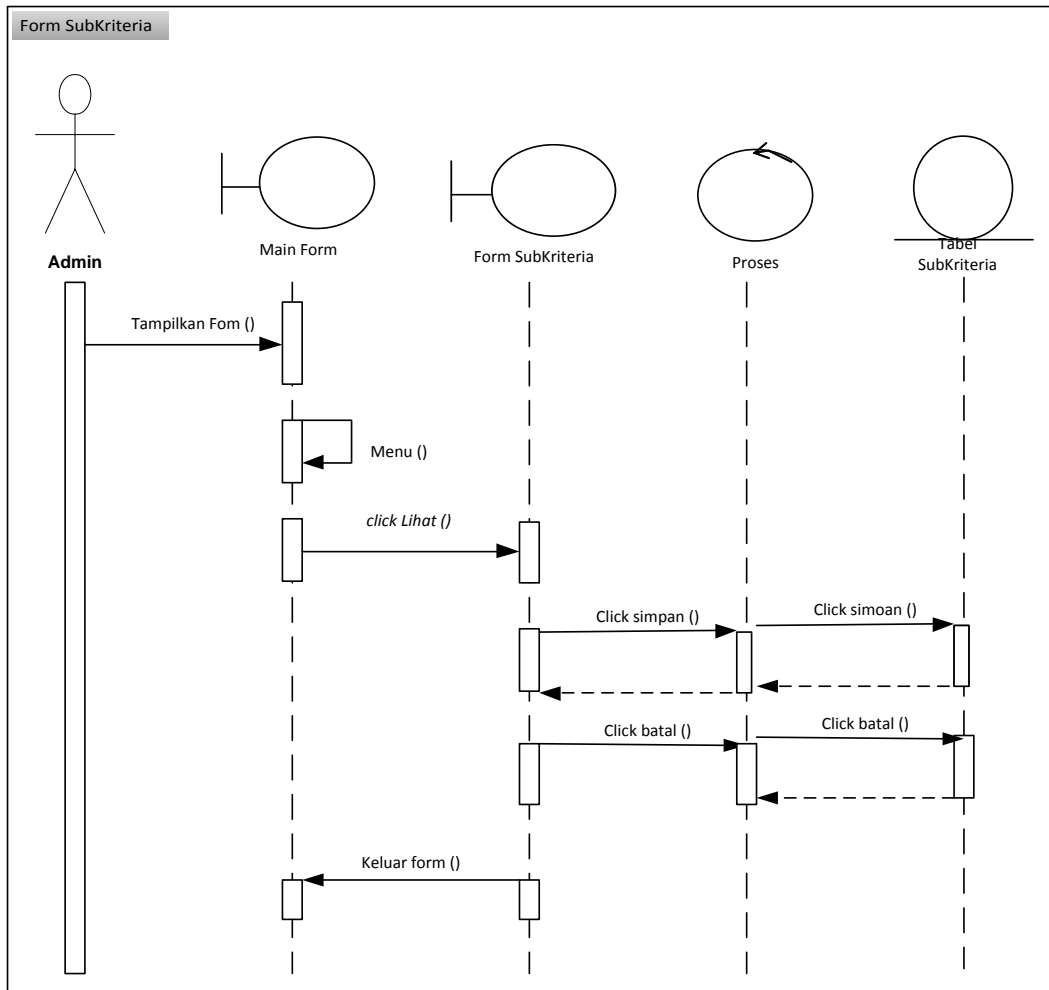 Form SubKriteria
Admin
Main Form
Form SubKriteria
Proses
Tabel
SubKriteria
Tampilkan Fom ()
Menu ()
click Lihat ()
Click simpan ()
Click simoan ()
Click batal ()
Click batal ()
Keluar form ()